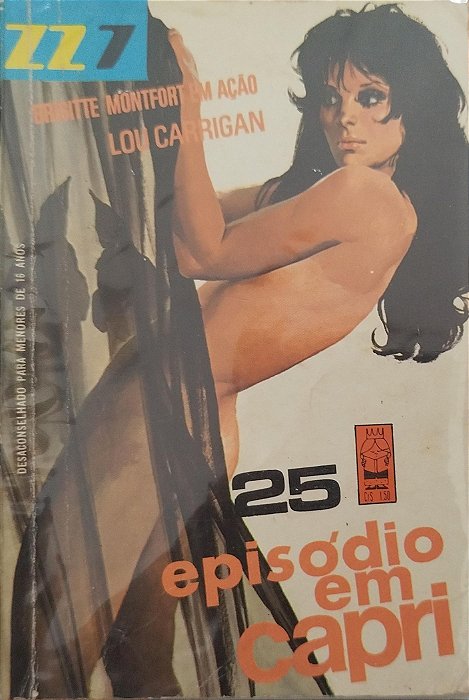 ZZ7
BRIGITTE MONTFORT EM AÇÃO
LOU CARRIGAN
DESACONSELHADO PARA MENORES DE 16 ANOS
25
Cr$ 1,50
episódio
em
capri